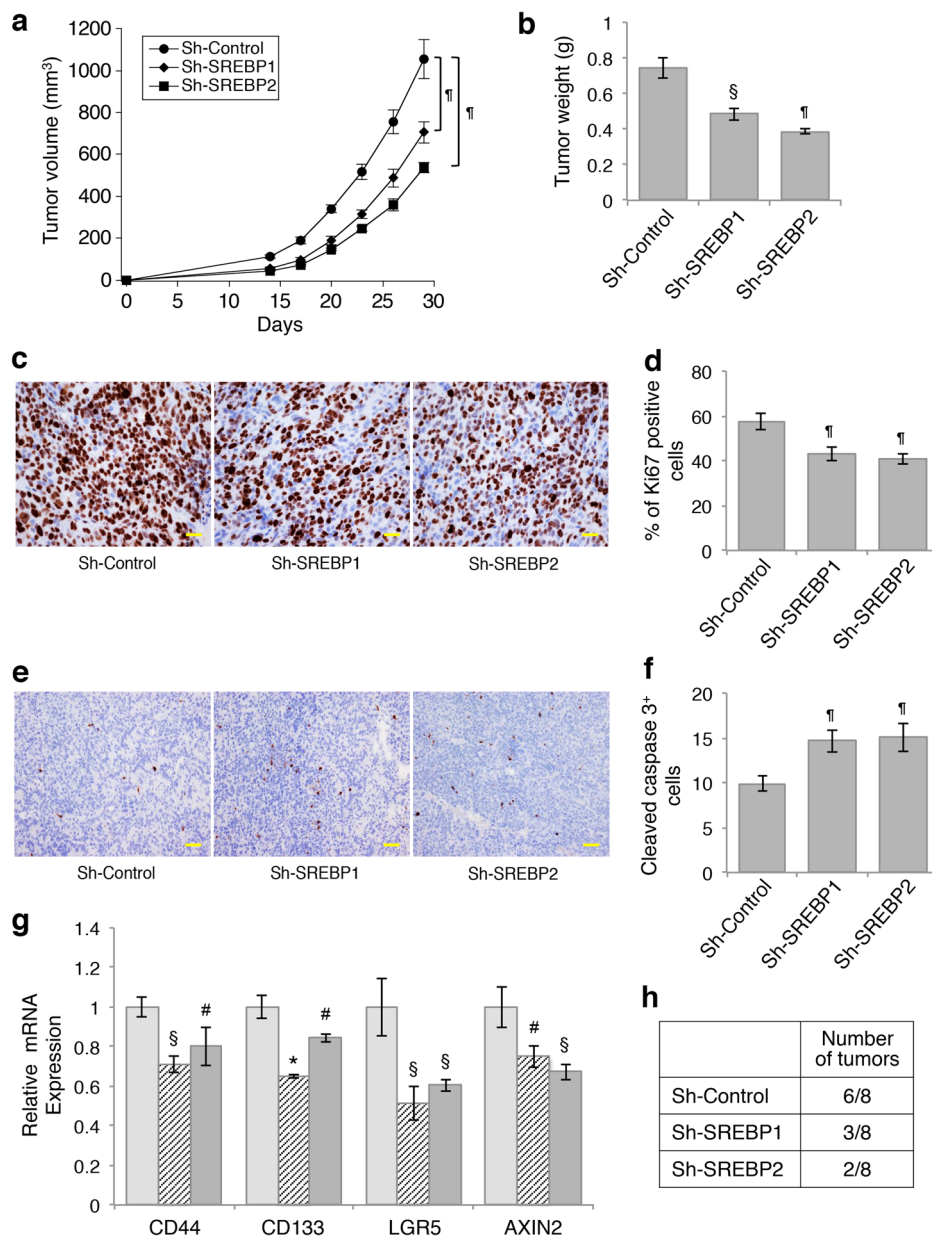 a
1200
1000
800
600
400
200
0
Tumor volume (mm³)
Sh-Control
Sh-SREBP1
Sh-SREBP2
¶
¶
0 5 10 15 20 25 30
Days
b
1
0.8
0.6
0.4
0.2
0
Tumor weight (g)
§
¶
Sh-Control
Sh-SREBP1
Sh-SREBP2
c
Sh-Control
Sh-SREBP1
Sh-SREBP2
d
80
60
40
20
0
% of Ki67 positive
cells
¶
¶
Sh-Control
Sh-SREBP1
Sh-SREBP2
e
Sh-Control
Sh-SREBP1
Sh-SREBP2
f
20
15
10
5
0
Cleaved caspase 3⁺
cells
¶
¶
Sh-Control
Sh-SREBP1
Sh-SREBP2
g
1.4
1.2
1
0.8
0.6
0.4
0.2
0
Relative mRNA
Expression
§
#
*
#
§
§
#
§
CD44 CD133 LGR5 AXIN2
h
Number
of tumors
Sh-Control 6/8
Sh-SREBP1 3/8
Sh-SREBP2 2/8